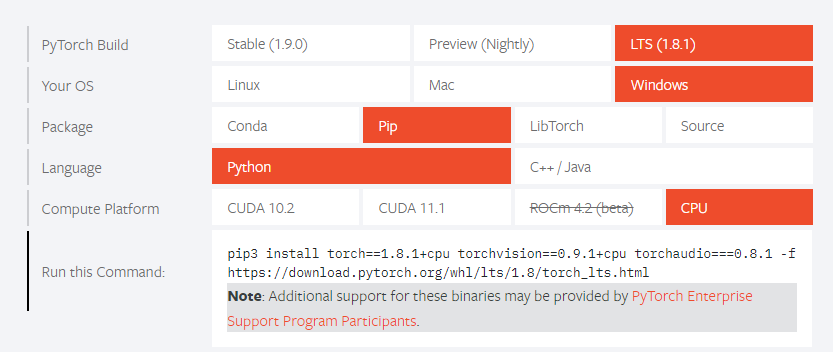 PyTorch Build Stable (1.9.0) Preview (Nightly) LTS (1.8.1)
Your OS Linux Mac Windows
Package Conda Pip LibTorch Source
Language Python C++ / Java
Compute Platform CUDA 10.2 CUDA 11.1 ROCm 4.2 (beta) CPU
Run this Command:
pip3 install torch==1.8.1+cpu torchvision==0.9.1+cpu torchaudio===0.8.1 -f
https://download.pytorch.org/whl/lts/1.8/torch_lts.html
Note: Additional support for these binaries may be provided by PyTorch Enterprise
Support Program Participants.